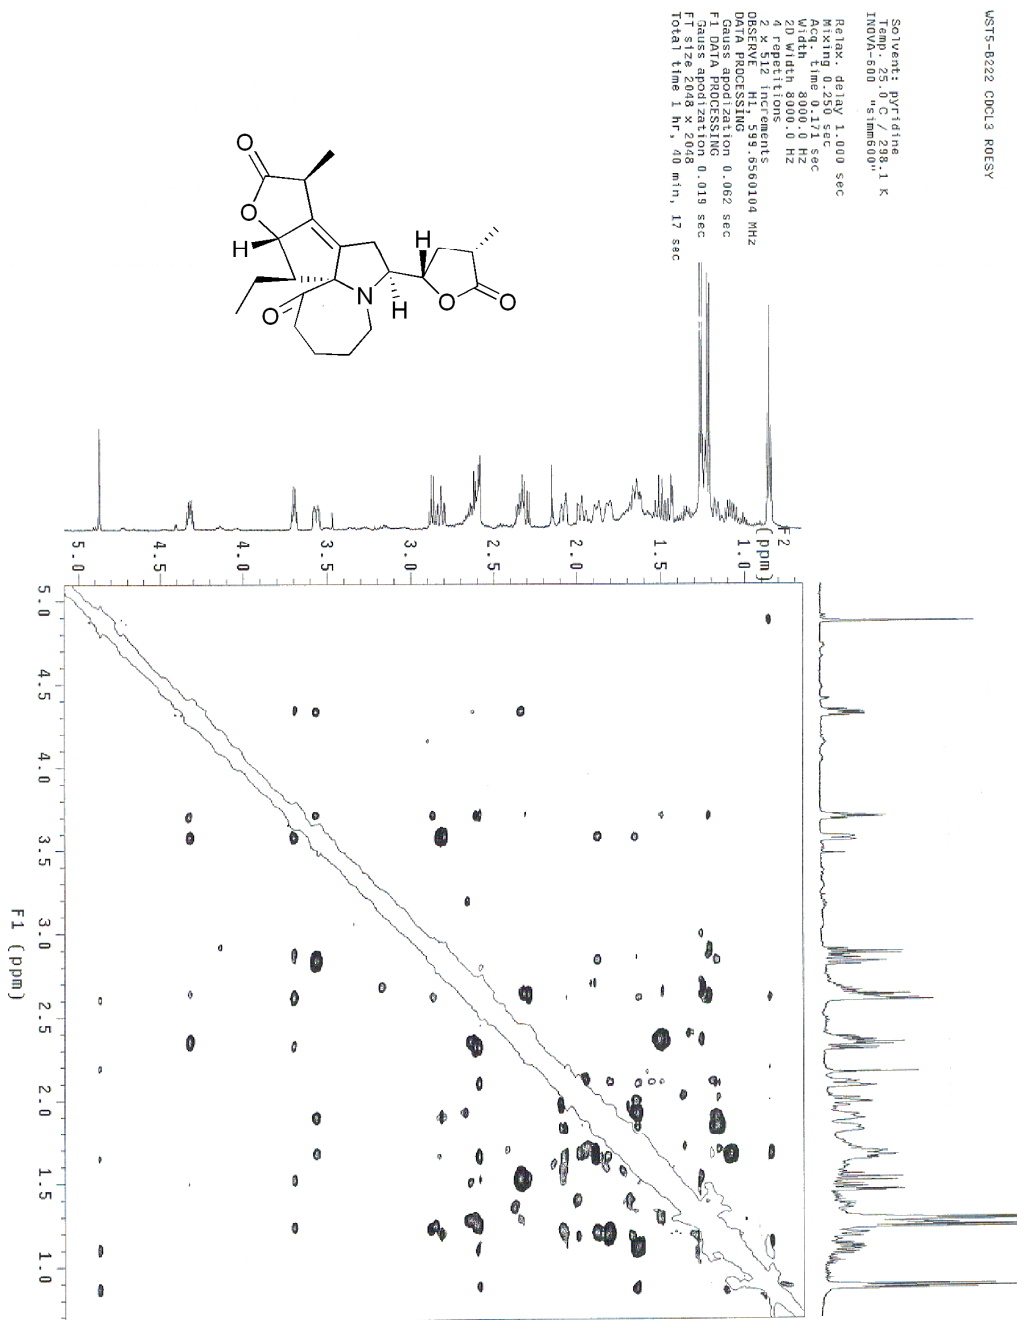 WST5-B222 CDCL3 ROESY
Solvent: pyridine
Temp. 25.0 C / 298.1 K
INOVA-600 "simm600"
Relax. delay 1.000 sec
Mixing 0.250 sec
Acq. time 0.171 sec
Width 8000.0 Hz
2D Width 8000.0 Hz
4 repetitions
2 x 512 increments
OBSERVE H1, 599.6560104 MHz
DATA PROCESSING
Gauss apodization 0.062 sec
F1 DATA PROCESSING
Gauss apodization 0.019 sec
FT size 2048 x 2048
Total time 1 hr, 40 min, 17 sec
O
O
H
O
N
H
H
O
O
F2
(ppm)
1.0
1.5
2.0
2.5
3.0
3.5
4.0
4.5
5.0
5.0 4.5 4.0 3.5 3.0 2.5 2.0 1.5 1.0
F1 (ppm)